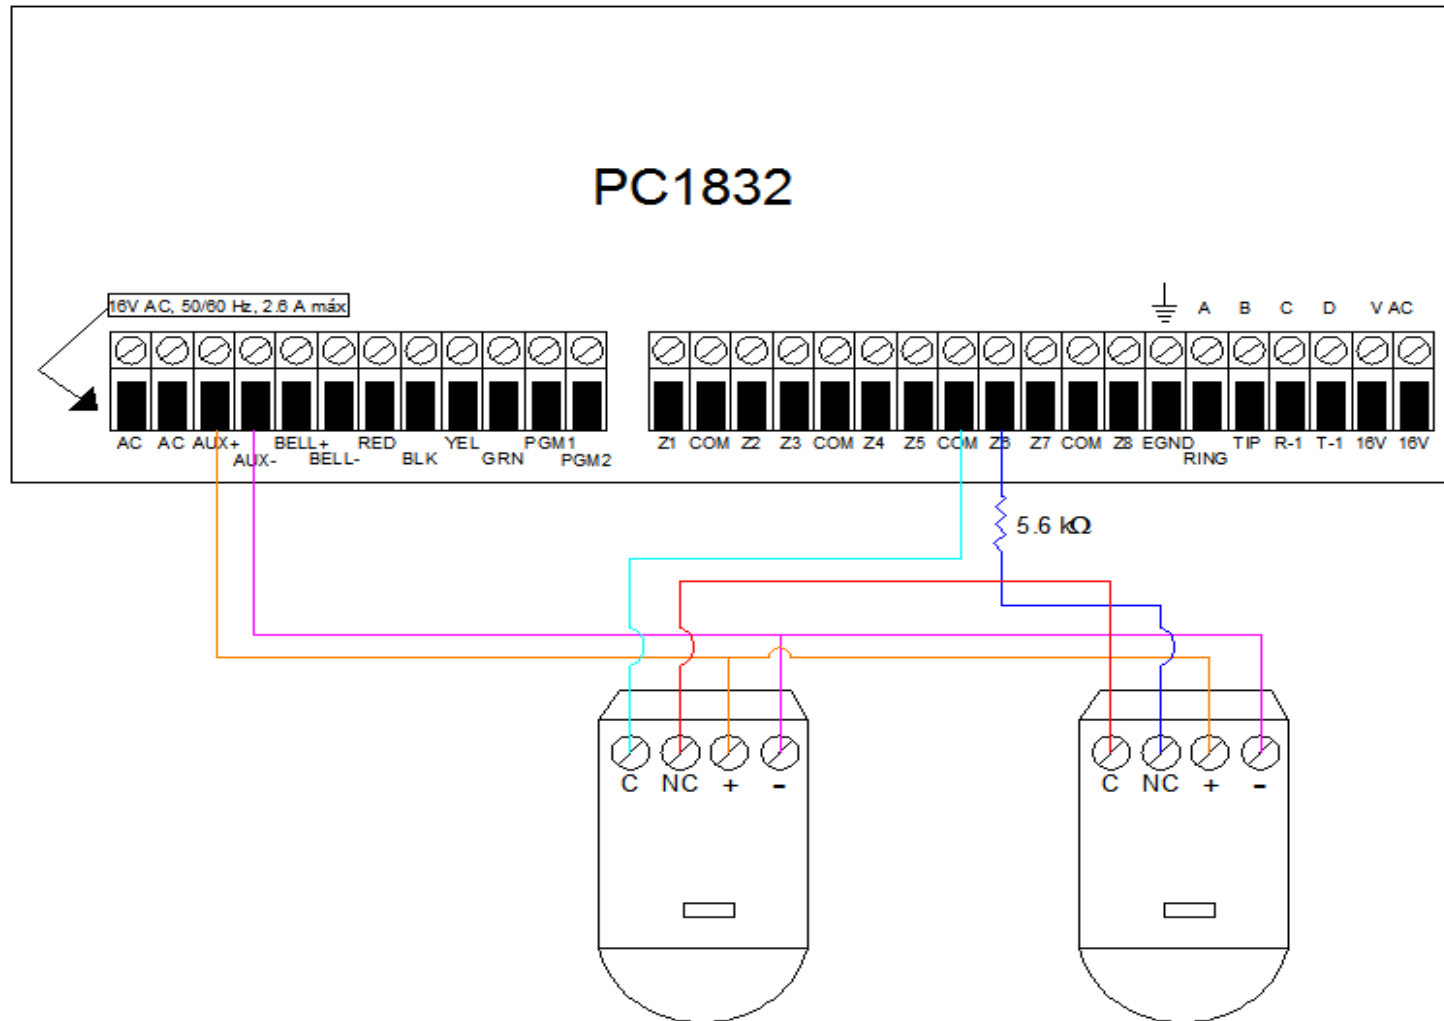 PC1832
16V AC, 50/60 Hz, 2.6 A máx
A B C D V AC
AC AC AUX+ AUX- BELL+ BELL- RED BLK YEL GRN PGM1 PGM2
Z1 COM Z2 Z3 COM Z4 Z5 COM Z6 Z7 COM Z8 EGND RING TIP R-1 T-1 16V 16V
5.6 kΩ
C NC + -
C NC + -